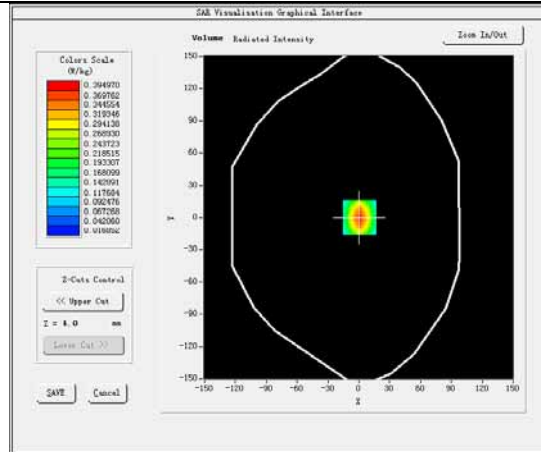 SAR Visualisation Graphical Interface
Volume Radiated Intensity
Zoom In/Out
Colors Scale
(W/kg)
0.394970
0.369762
0.344554
0.319346
0.294138
0.268930
0.243723
0.218515
0.193307
0.168099
0.142891
0.117684
0.092476
0.067268
0.042060
0.016852
Z-Cuts Control
<< Upper Cut
Z = 4.0 mm
Lower Cut >>
SAVE Cancel
150
120
90
60
30
0
-30
-60
-90
-120
-150
Y
-150 -120 -90 -60 -30 0 30 60 90 120 150
X